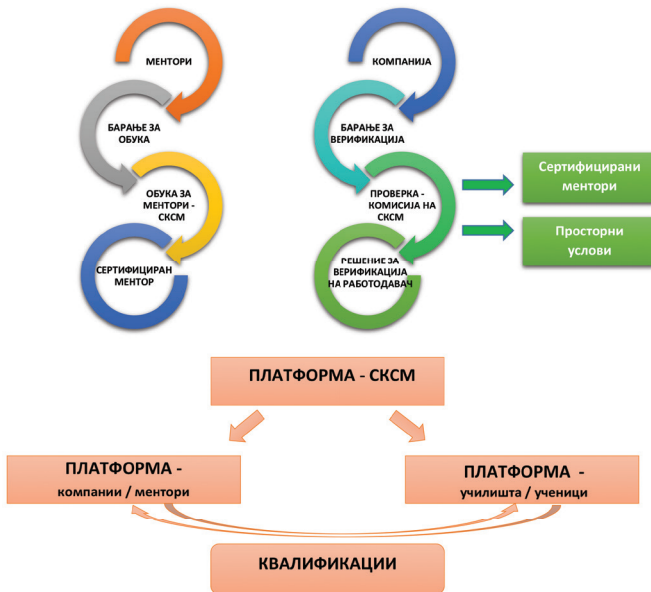 МЕНТОРИ
БАРАЊЕ ЗА
ОБУКА
ОБУКА ЗА
МЕНТОРИ -
СКСМ
СЕРТИФИЦИРАН
МЕНТОР
КОМПАНИЈА
БАРАЊЕ ЗА
ВЕРИФИКАЦИЈА
ПРОВЕРКА -
КОМИСИЈА НА
СКСМ
РЕШЕНИЕ ЗА
ВЕРИФИКАЦИЈА
НА РАБОТОДАВАЧ
Сертифицирани
ментори
Просторни
услови
ПЛАТФОРМА - СКСМ
ПЛАТФОРМА -
компании / ментори
ПЛАТФОРМА -
училишта / ученици
КВАЛИФИКАЦИИ